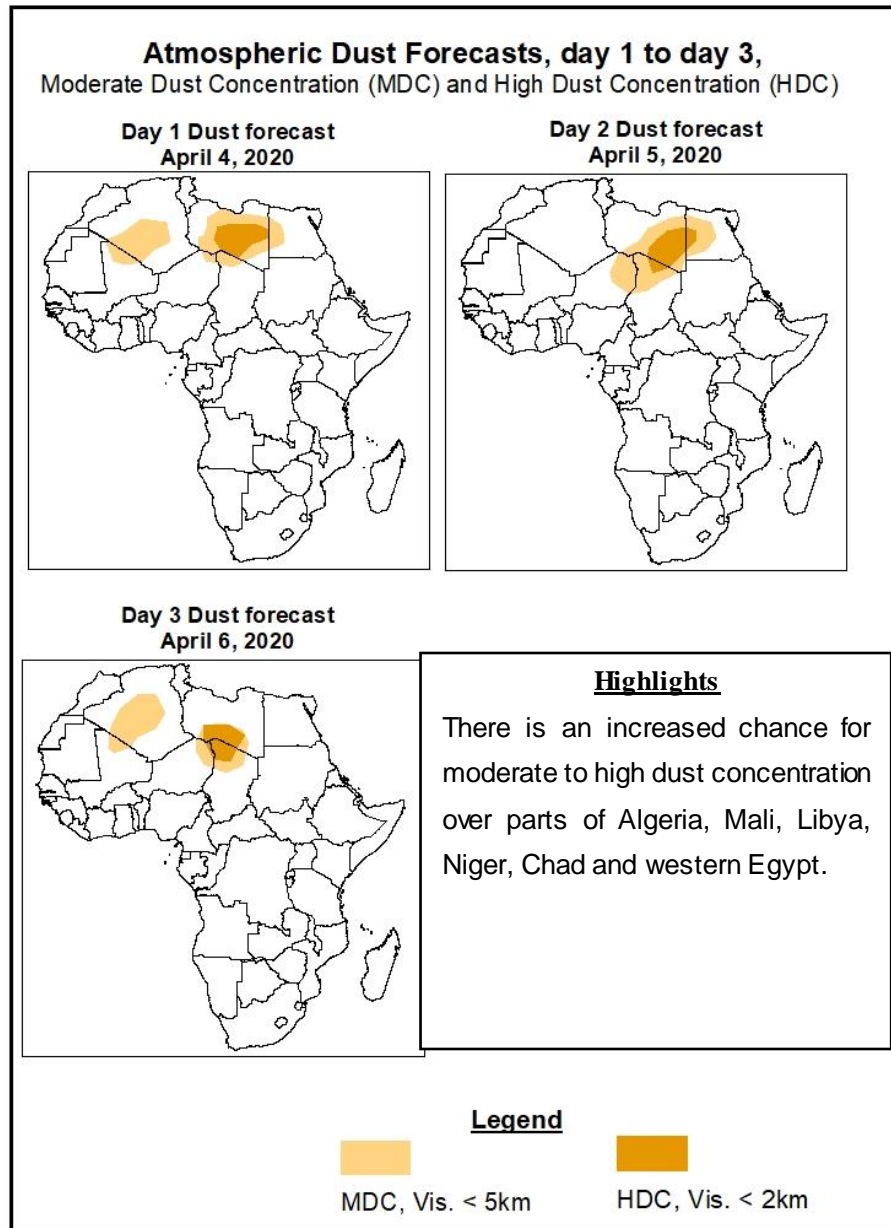 Atmospheric Dust Forecasts, day 1 to day 3,
Moderate Dust Concentration (MDC) and High Dust Concentration (HDC)
Day 1 Dust forecast
April 4, 2020
Day 2 Dust forecast
April 5, 2020
Day 3 Dust forecast
April 6, 2020
Highlights
There is an increased chance for
moderate to high dust concentration
over parts of Algeria, Mali, Libya,
Niger, Chad and western Egypt.
Legend
MDC, Vis. < 5km
HDC, Vis. < 2km